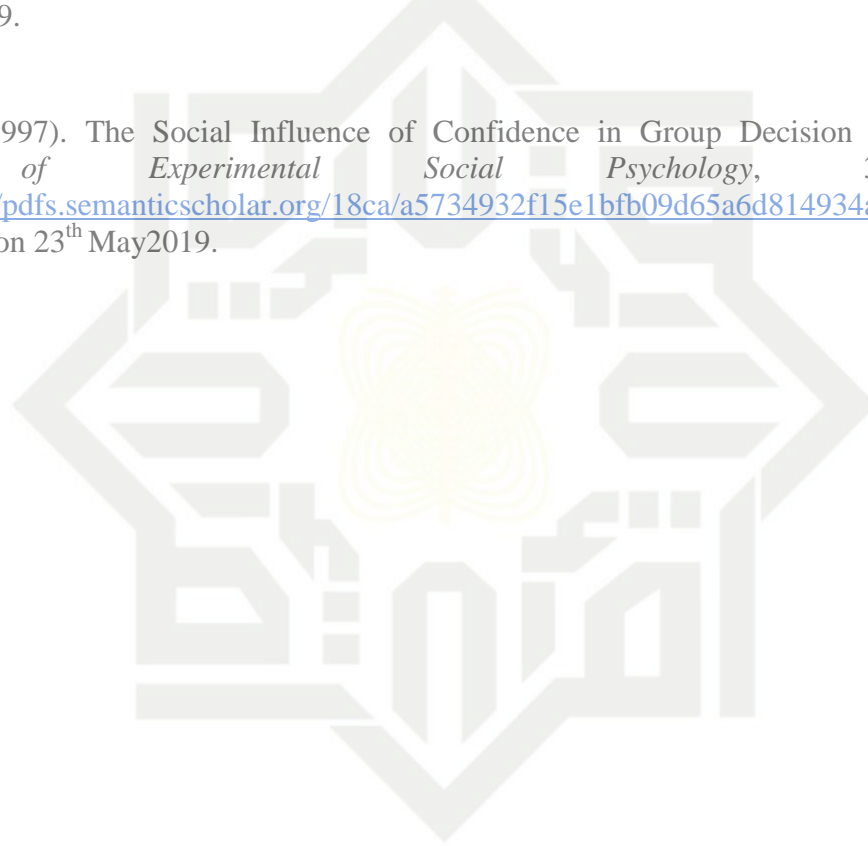 9.
997). The Social Influence of Confidence in Group Decision
of Experimental Social Psychology, 3
/pdfs.semanticscholar.org/18ca/a5734932f15e1bfb09d65a6d814934a
on 23th May2019.